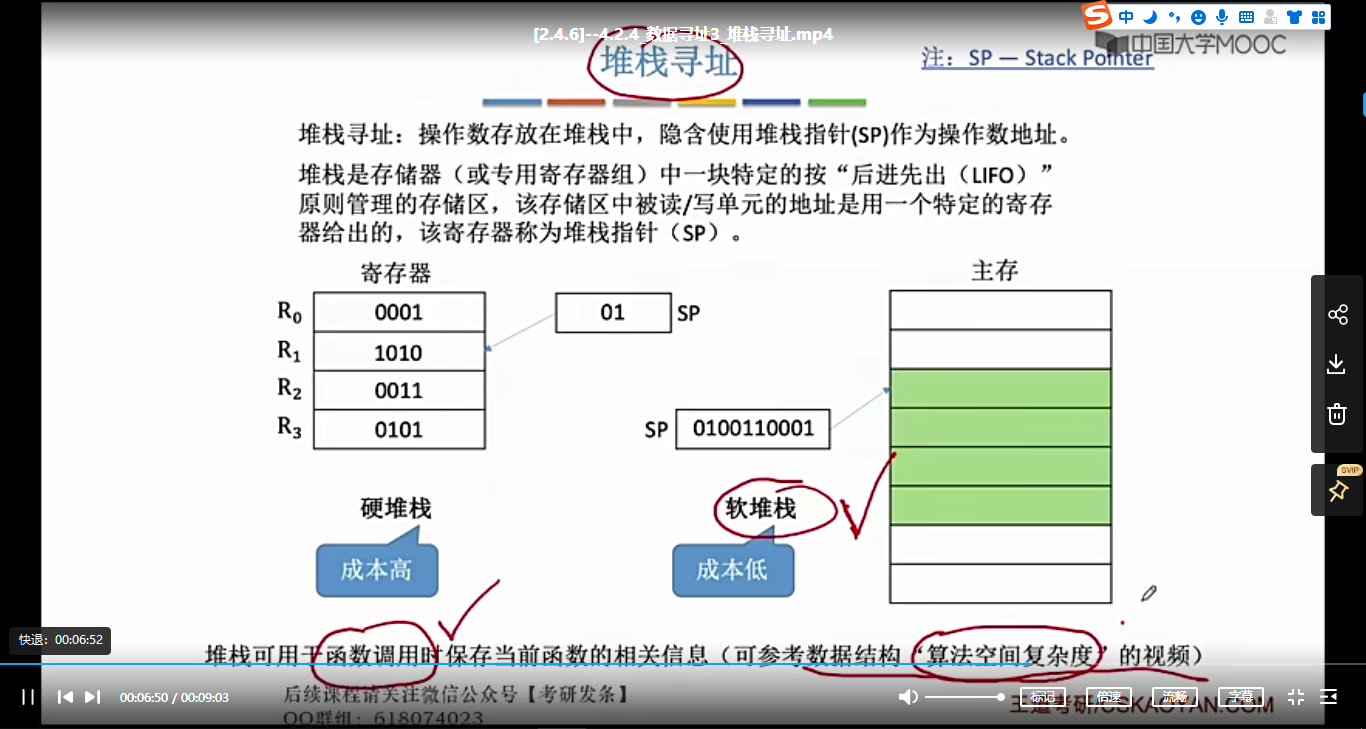 中
[2.4.6]--4.2.4_数据寻址3_堆栈寻址.mp4
中国大学MOOC
堆栈寻址
注：SP — Stack Pointer
堆栈寻址：操作数存放在堆栈中，隐含使用堆栈指针(SP)作为操作数地址。
堆栈是存储器（或专用寄存器组）中一块特定的按“后进先出（LIFO）”
原则管理的存储区，该存储区中被读/写单元的地址是用一个特定的寄存
器给出的，该寄存器称为堆栈指针（SP）。
寄存器
主存
R0 0001
01 SP
R1 1010
R2 0011
R3 0101
SP 0100110001
硬堆栈
软堆栈
成本高
成本低
SVIP
快退：00:06:52
堆栈可用于函数调用时保存当前函数的相关信息（可参考数据结构“算法空间复杂度”的视频）
00:06:50 / 00:09:03
后续课程请关注微信公众号【考研发条】
标记
倍速
流畅
字幕
王道考研/CSKAOYAN.COM
QQ群组：618074023